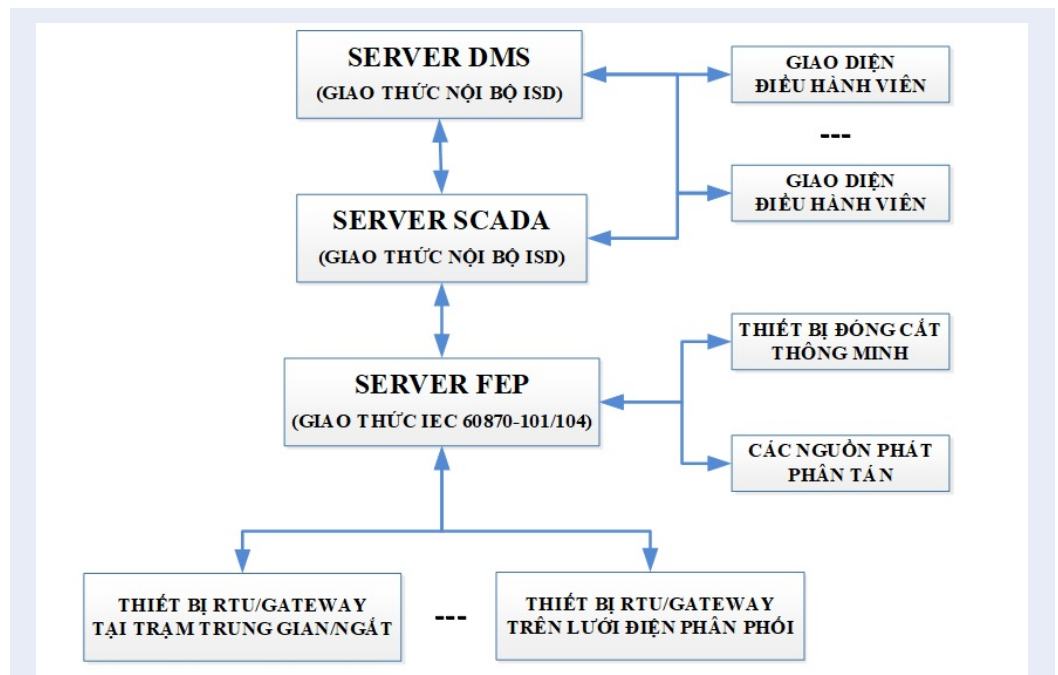 SERVER DMS
(GIAO THỨC NỘI BỘ ISD)
GIAO DIỆN
ĐIỀU HÀNH VIÊN
---
GIAO DIỆN
ĐIỀU HÀNH VIÊN
SERVER SCADA
(GIAO THỨC NỘI BỘ ISD)
THIẾT BỊ ĐÓNG CẮT
THÔNG MINH
SERVER FEP
(GIAO THỨC IEC 60870-101/104)
CÁC NGUỒN PHÁT
PHÂN TÁN
THIẾT BỊ RTU/GATEWAY
TẠI TRẠM TRUNG GIAN/NGẮT
---
THIẾT BỊ RTU/GATEWAY
TRÊN LƯỚI ĐIỆN PHÂN PHỐI